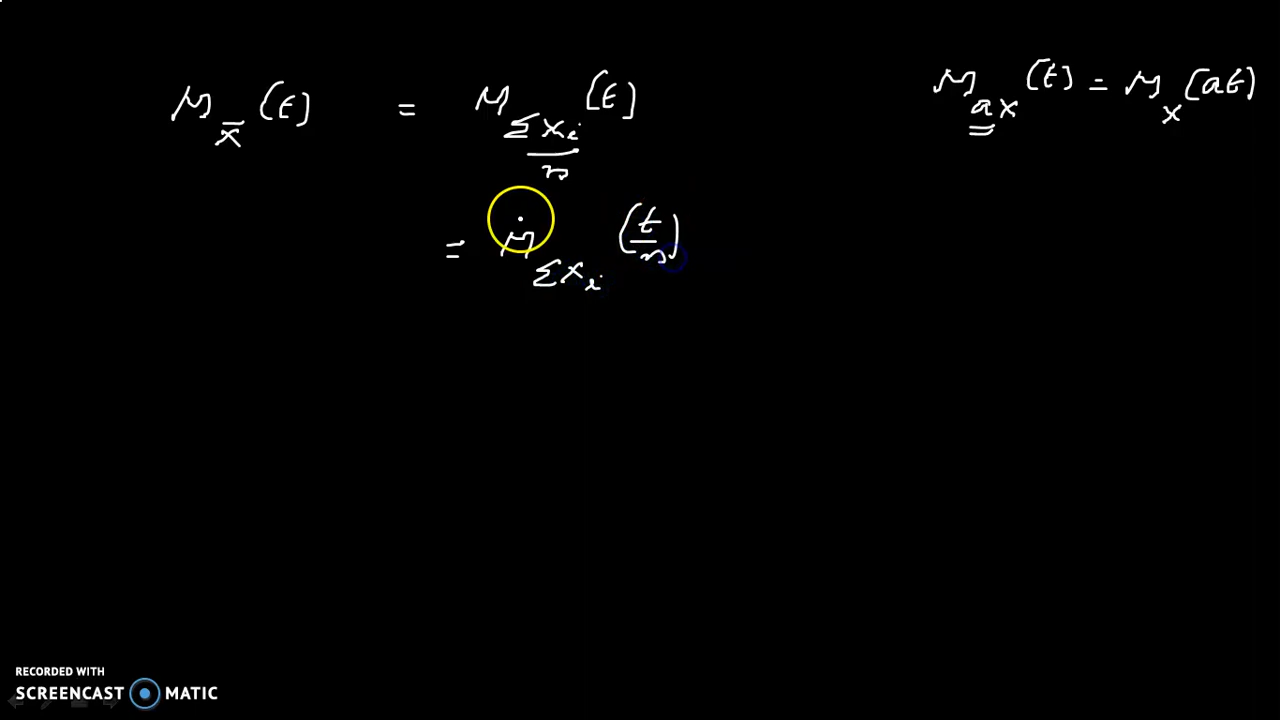 M_x̄ (t) = M_{Σxᵢ/n} (t)
M_{ax} (t) = M_x (at)
= M_{Σxᵢ} (t/n)
RECORDED WITH
SCREENCAST MATIC